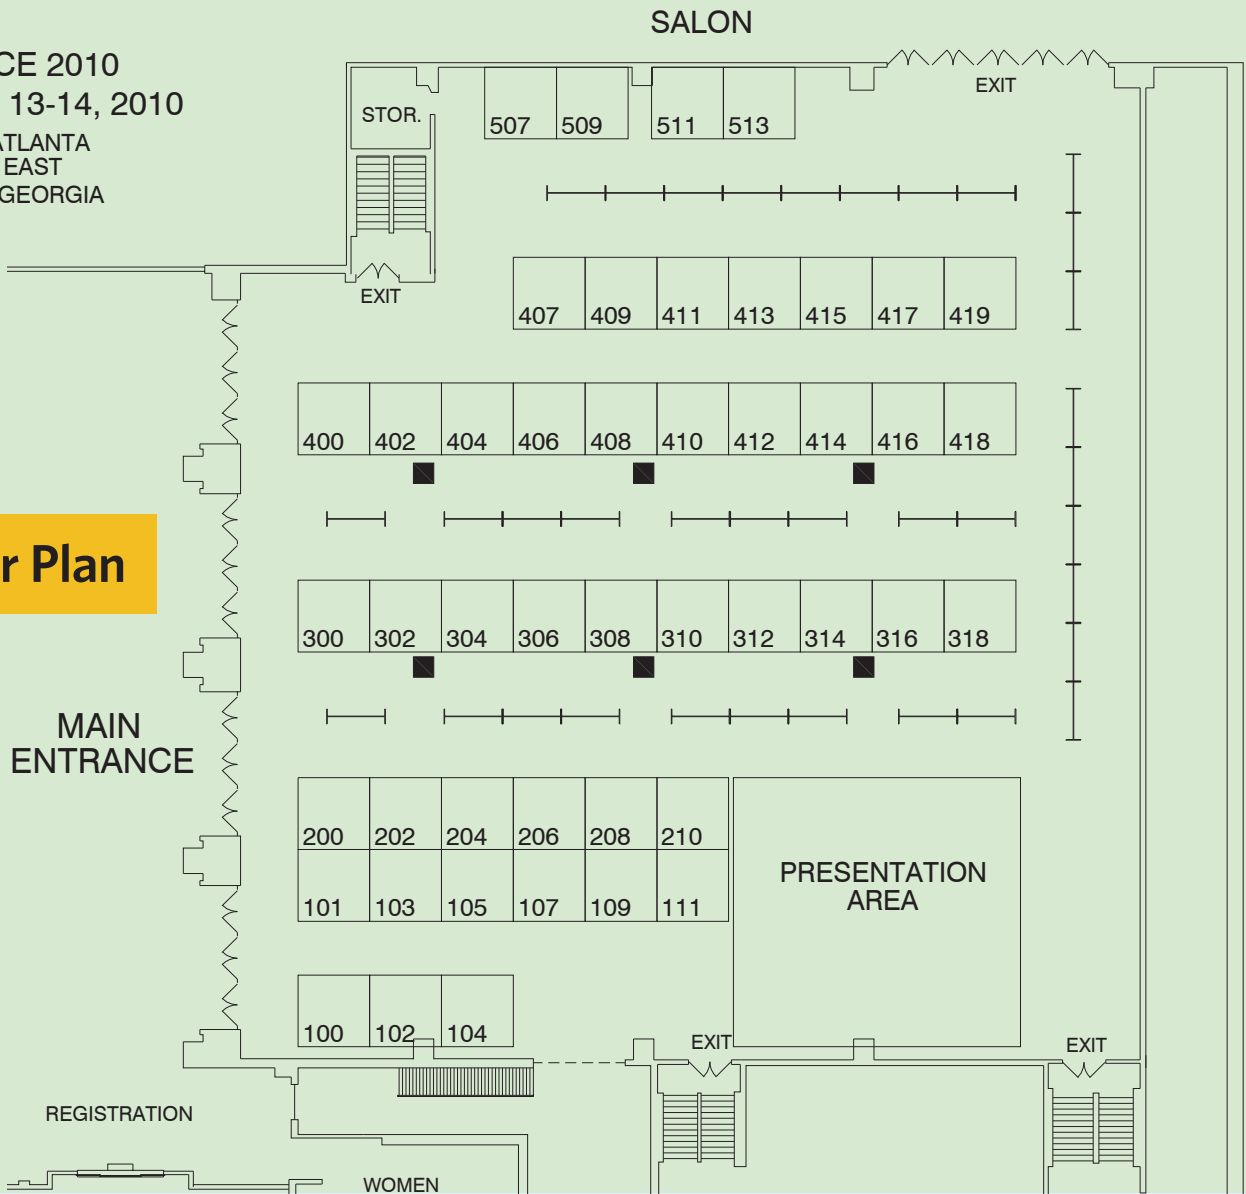 SALON
CE 2010
13-14, 2010
ATLANTA
EAST
GEORGIA
EXIT
STOR.
507 509 511 513
EXIT
407 409 411 413 415 417 419
400 402 404 406 408 410 412 414 416 418
r Plan
300 302 304 306 308 310 312 314 316 318
MAIN
ENTRANCE
200 202 204 206 208 210
101 103 105 107 109 111
PRESENTATION
AREA
100 102 104
EXIT
EXIT
REGISTRATION
WOMEN